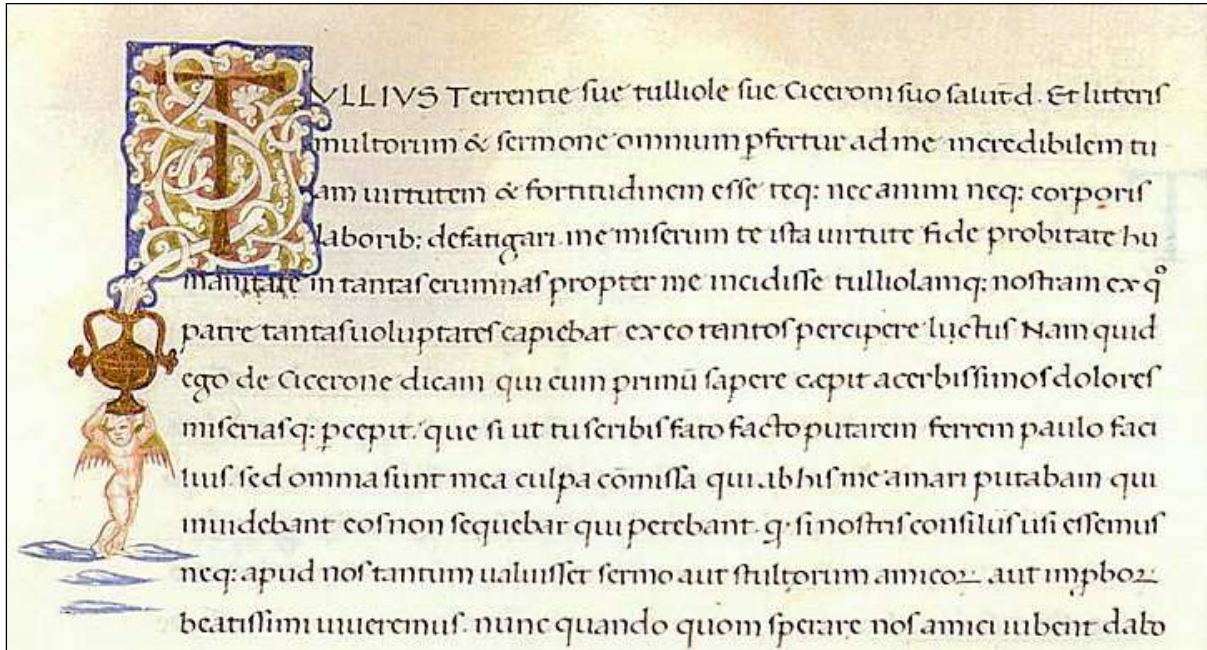 TVLLIVS Terrentie sue tulliole sue Ciceroni suo salut d. Et litteris
multorum & sermone omnium pfertur ad me incredibilem tu
am uirtutem & fortitudinem esse teq: nec animi neq: corporis
laborib: defatigari. me miserum te ista uirtute fide probitate hu
manitate in tantas erumnas propter me incidisse tulliolamq: nostram ex qº
patre tantas uoluptates capiebat ex eo tantos percipere luctus Nam quid
ego de Cicerone dicam qui cum primū sapere cepit acerbissimos dolores
miseriasq: pcepit. que si ut tu scribis fato facto putarem ferrem paulo faci
lius. sed omnia sunt mea culpa cōmissa qui ab his me amari putabam qui
inuidebant eos non sequebar qui petebant. q. si nostris consiliis usi essemus
neq: apud nos tantum ualuisset sermo aut stultorum amicoꝝ aut impboꝝ
beatissimi uiueremus. nunc quando quom sperare nos amici iubent dabo